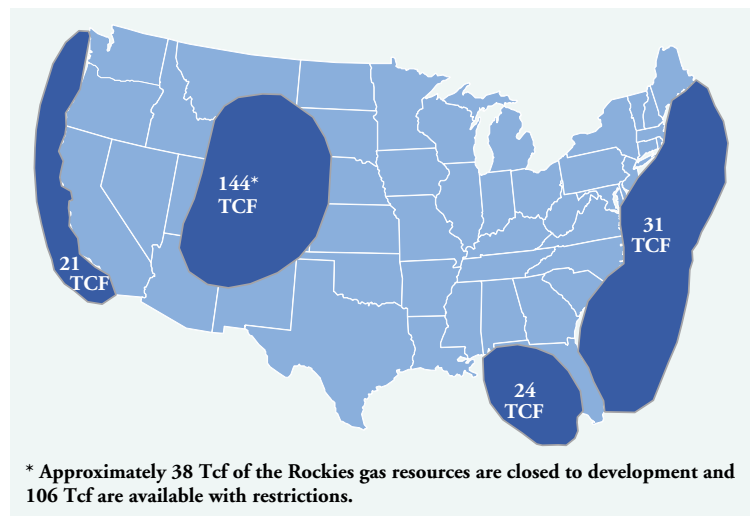 144*
TCF
31
TCF
21
TCF
24
TCF
* Approximately 38 Tcf of the Rockies gas resources are closed to development and
106 Tcf are available with restrictions.